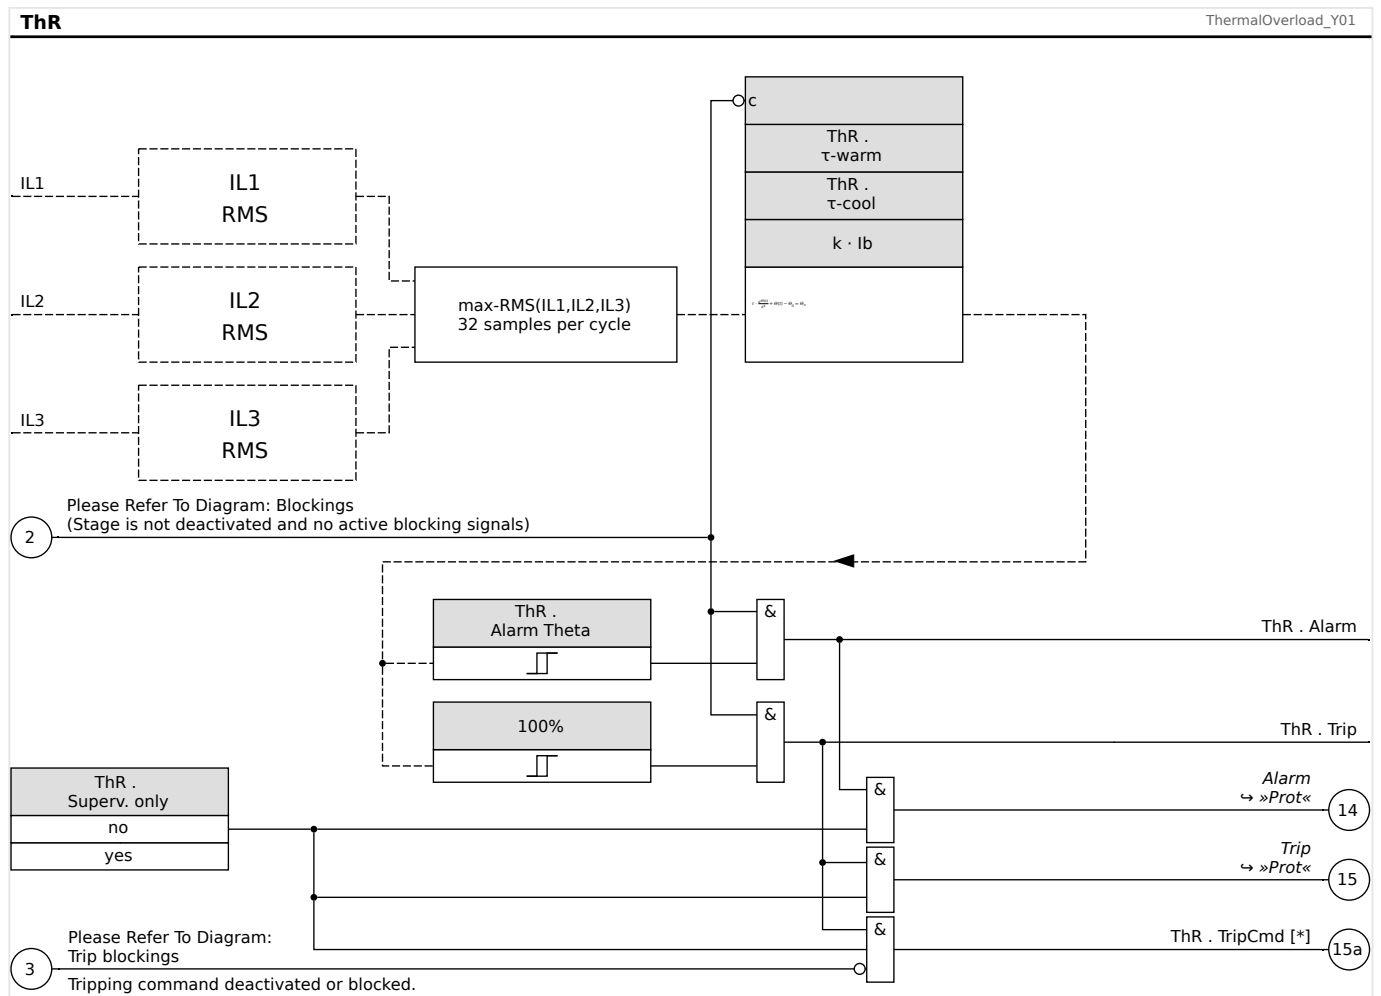 ThR
ThermalOverload_Y01
c
ThR .
τ-warm
ThR .
τ-cool
k · Ib
IL1
IL1
RMS
IL2
IL2
RMS
max-RMS(IL1,IL2,IL3)
32 samples per cycle
IL3
IL3
RMS
Please Refer To Diagram: Blockings
(Stage is not deactivated and no active blocking signals)
2
ThR .
Alarm Theta
&
ThR . Alarm
100%
&
ThR . Trip
ThR .
Superv. only
no
yes
&
Alarm
↪ »Prot«
14
&
Trip
↪ »Prot«
15
&
ThR . TripCmd [*]
15a
Please Refer To Diagram:
Trip blockings
3
Tripping command deactivated or blocked.